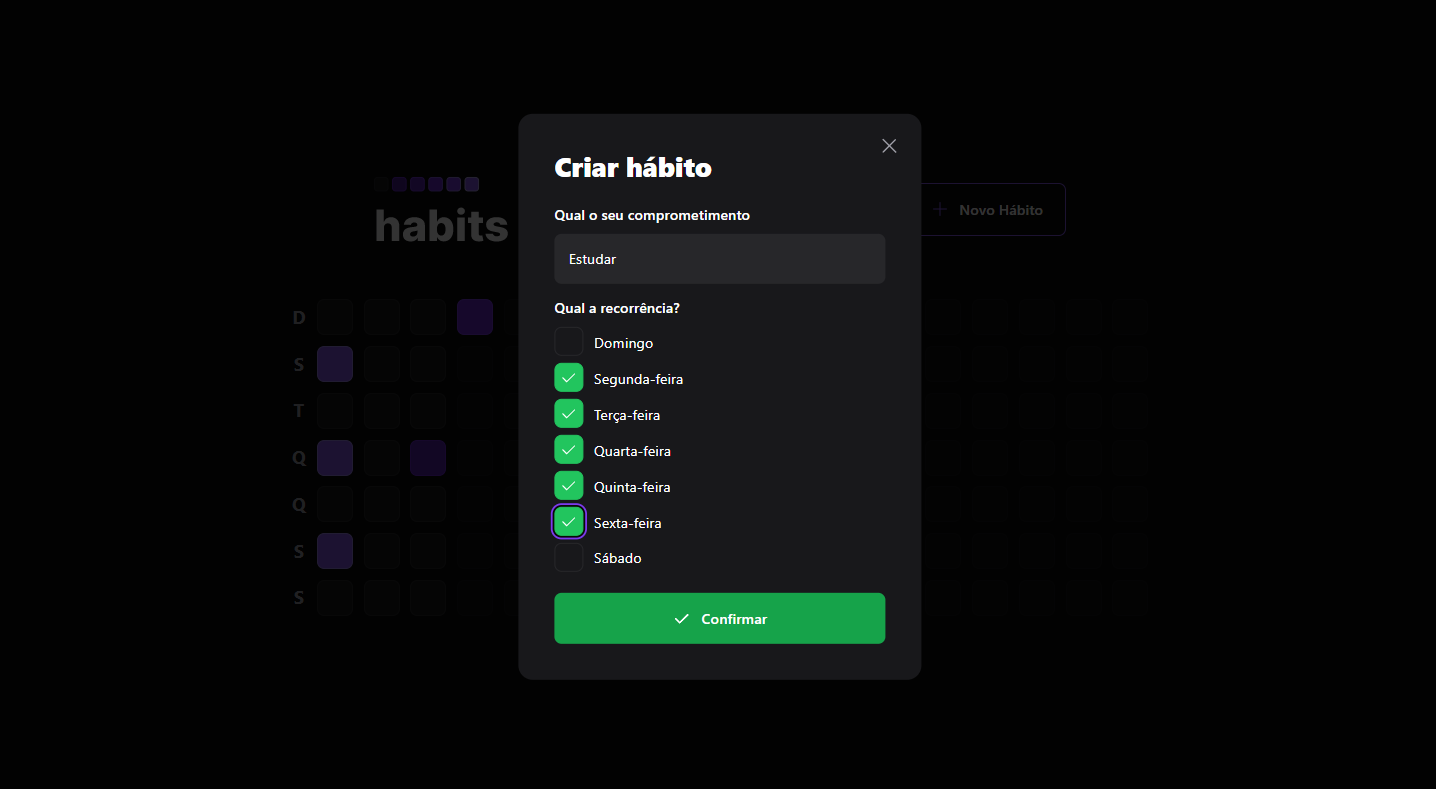 Criar hábito
habits
Novo Hábito
Qual o seu comprometimento
Estudar
Qual a recorrência?
Domingo
Segunda-feira
Terça-feira
Quarta-feira
Quinta-feira
Sexta-feira
Sábado
Confirmar
D
S
T
Q
Q
S
S